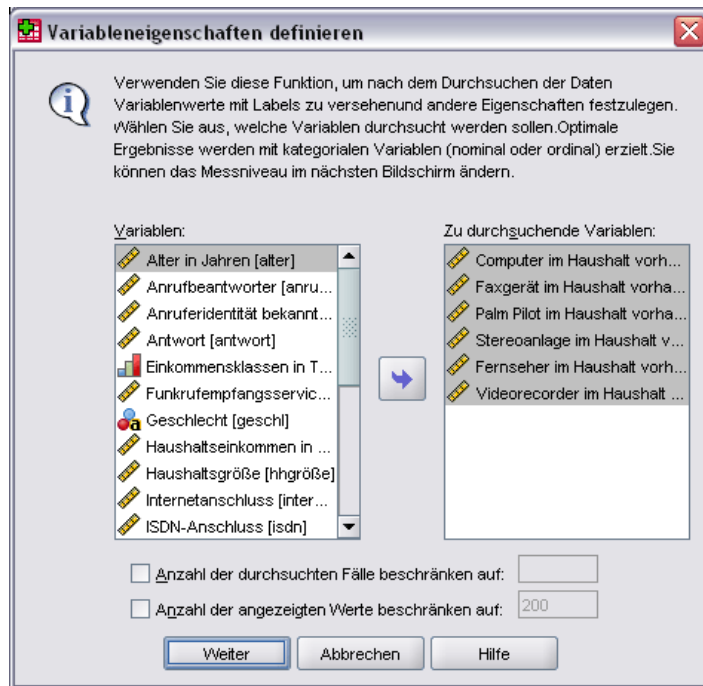 Variableneigenschaften definieren
Verwenden Sie diese Funktion, um nach dem Durchsuchen der Daten
Variablenwerte mit Labels zu versehenund andere Eigenschaften festzulegen.
Wählen Sie aus, welche Variablen durchsucht werden sollen.Optimale
Ergebnisse werden mit kategorialen Variablen (nominal oder ordinal) erzielt.Sie
können das Messniveau im nächsten Bildschirm ändern.
Variablen:
Alter in Jahren [alter]
Anrufbeantworter [anru...
Anruferidentität bekannt...
Antwort [antwort]
Einkommensklassen in T...
Funkrufempfangsservic...
Geschlecht [geschl]
Haushaltseinkommen in ...
Haushaltsgröße [hhgröße]
Internetanschluss [inter...
ISDN-Anschluss [isdn]
Zu durchsuchende Variablen:
Computer im Haushalt vorh...
Faxgerät im Haushalt vorha...
Palm Pilot im Haushalt vorha...
Stereoanlage im Haushalt v...
Fernseher im Haushalt vorh...
Videorecorder im Haushalt ...
Anzahl der durchsuchten Fälle beschränken auf:
Anzahl der angezeigten Werte beschränken auf: 200
Weiter Abbrechen Hilfe